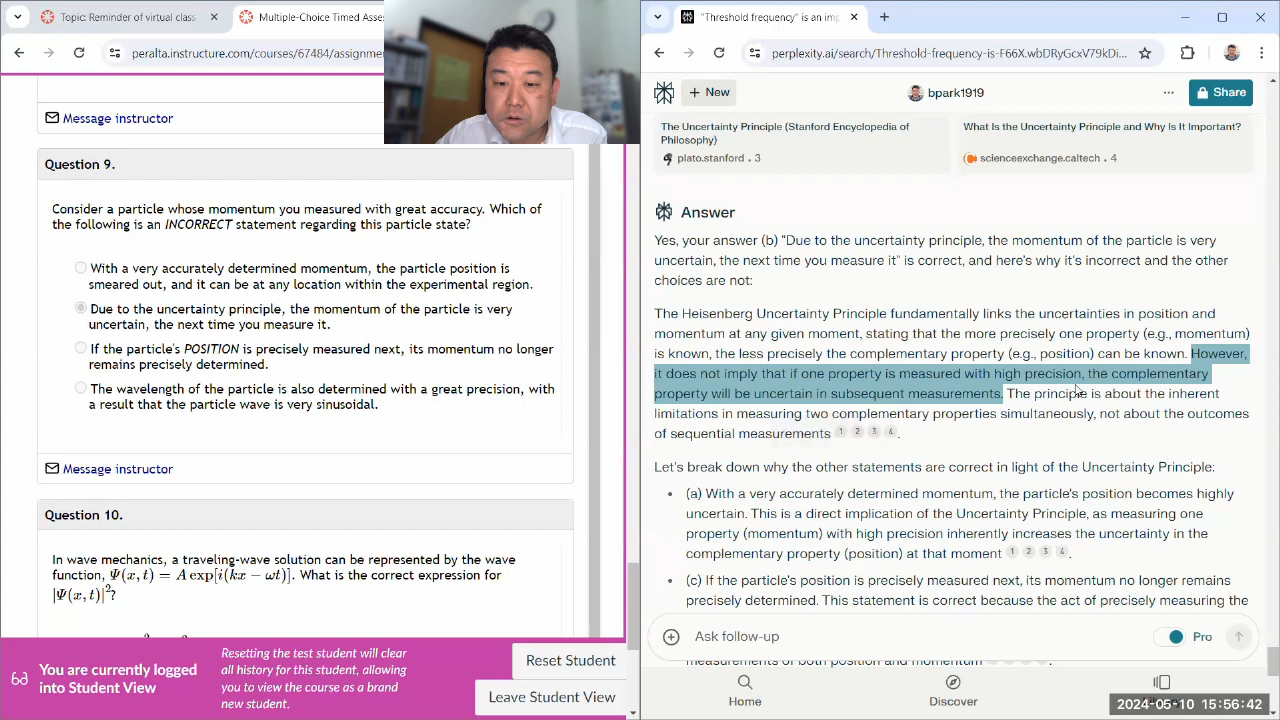 Topic Reminder of virtual class
Multiple-Choice Timed Asse
peralta.instructure.com/courses/67484/assignme
Message instructor
Question 9.
Consider a particle whose momentum you measured with great accuracy. Which of
the following is an INCORRECT statement regarding this particle state?
With a very accurately determined momentum, the particle position is
smeared out, and it can be at any location within the experimental region.
Due to the uncertainty principle, the momentum of the particle is very
uncertain, the next time you measure it.
If the particle's POSITION is precisely measured next, its momentum no longer
remains precisely determined.
The wavelength of the particle is also determined with a great precision, with
a result that the particle wave is very sinusoidal.
Message instructor
Question 10.
In wave mechanics, a traveling-wave solution can be represented by the wave
function, Ψ(x, t) = A exp[i(kx − ωt)]. What is the correct expression for
|Ψ(x, t)|²?
You are currently logged
into Student View
Resetting the test student will clear
all history for this student, allowing
you to view the course as a brand
new student.
Reset Student
Leave Student View
"Threshold frequency" is an imp
perplexity.ai/search/Threshold-frequency-is-F66X.wbDRyGcaV79kDi...
New
bpark1919
Share
The Uncertainty Principle (Stanford Encyclopedia of
Philosophy)
plato.stanford . 3
What Is the Uncertainty Principle and Why Is It Important?
scienceexchange.caltech . 4
Answer
Yes, your answer (b) "Due to the uncertainty principle, the momentum of the particle is very
uncertain, the next time you measure it" is correct, and here's why it's incorrect and the other
choices are not:
The Heisenberg Uncertainty Principle fundamentally links the uncertainties in position and
momentum at any given moment, stating that the more precisely one property (e.g., momentum)
is known, the less precisely the complementary property (e.g., position) can be known. However,
it does not imply that if one property is measured with high precision, the complementary
property will be uncertain in subsequent measurements. The principle is about the inherent
limitations in measuring two complementary properties simultaneously, not about the outcomes
of sequential measurements 1 2 3 4 .
Let's break down why the other statements are correct in light of the Uncertainty Principle:
(a) With a very accurately determined momentum, the particle's position becomes highly
uncertain. This is a direct implication of the Uncertainty Principle, as measuring one
property (momentum) with high precision inherently increases the uncertainty in the
complementary property (position) at that moment 1 2 3 4 .
(c) If the particle's position is precisely measured next, its momentum no longer remains
precisely determined. This statement is correct because the act of precisely measuring the
Ask follow-up
Pro
measurements of both position and momentum
Home
Discover
2024-05-10 15:56:42